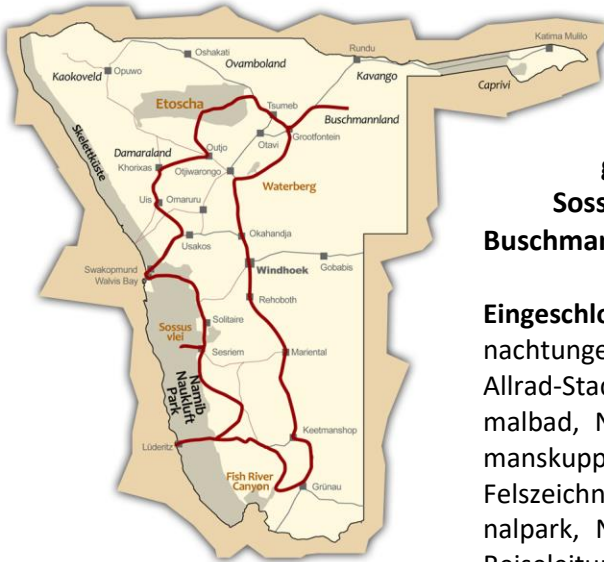 Katima Mulilo
Rundu
Oshakati
Ovamboland
Opuwo
Kaokoveld
Kavango
Caprivi
Etoscha
Tsumeb
Buschmannland
Grootfontein
Otavi
Skelettküste
Damaraland
Outjo
Khorixas
Otjiwarongo
Waterberg
Uis
Omaruru
Usakos
Okahandja
Windhoek
Gobabis
Swakopmund
Walvis Bay
Rehoboth
Sossus
vlei
Solitaire
Sesriem
Mariental
Namib
Naukluft
Park
Keetmanshop
Lüderitz
Fish River
Canyon
Grünau
Soss
Buschmar
Eingeschlo
nachtunge
Allrad-Stad
malbad, N
manskupp
Felszeichn
nalpark, N